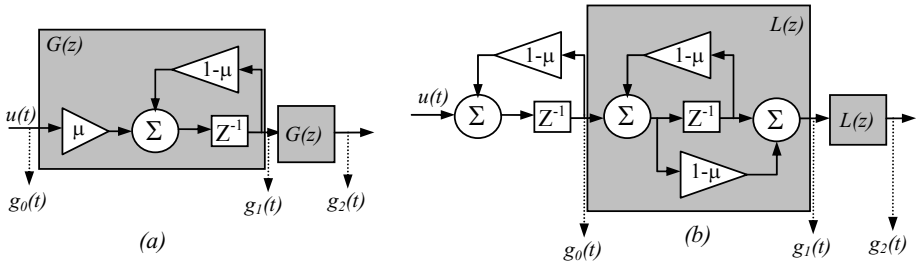 G(z)
1-μ
u(t)
μ
Σ
Z⁻¹
G(z)
g₀(t)
g₁(t)
g₂(t)
(a)
L(z)
1-μ
1-μ
u(t)
Σ
Z⁻¹
Σ
Z⁻¹
Σ
L(z)
1-μ
g₀(t)
g₁(t)
g₂(t)
(b)